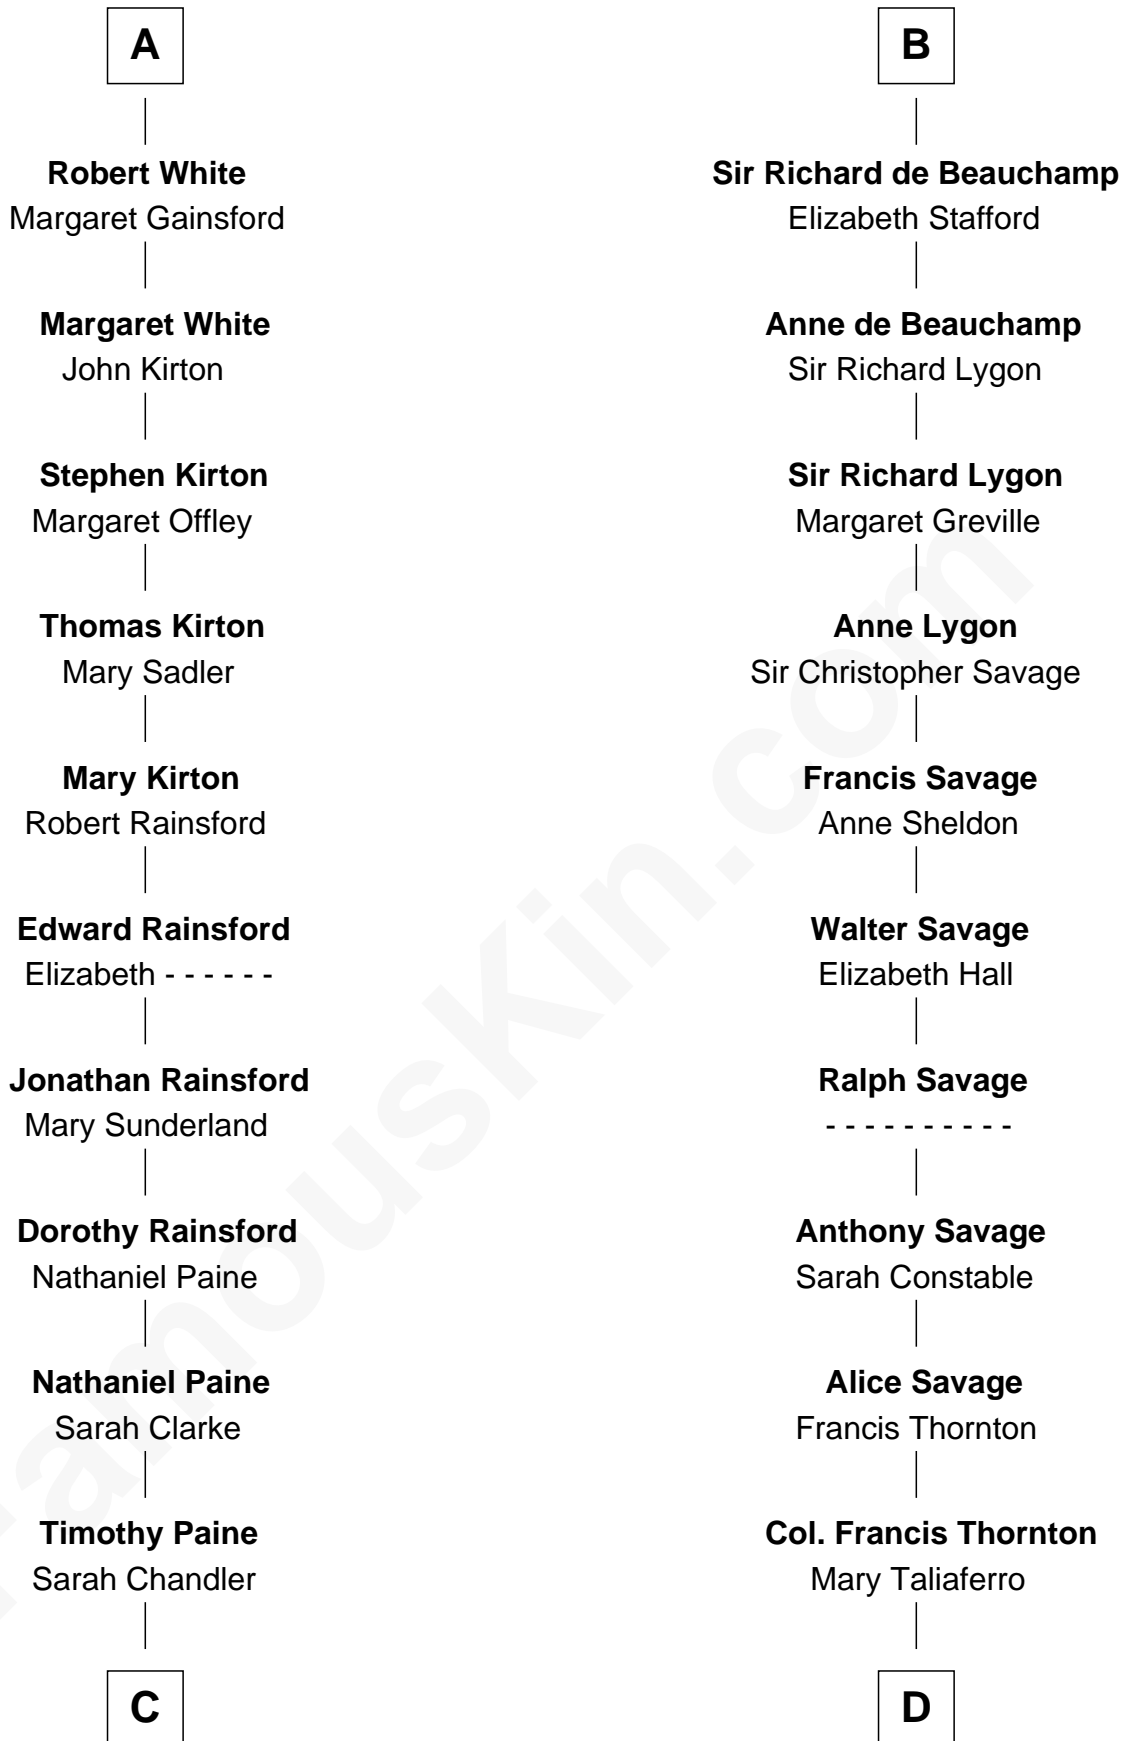 A
Robert White
Margaret Gainsford
Margaret White
John Kirton
Stephen Kirton
Margaret Offley
Thomas Kirton
Mary Sadler
Mary Kirton
Robert Rainsford
Edward Rainsford
Elizabeth - - - - - -
Jonathan Rainsford
Mary Sunderland
Dorothy Rainsford
Nathaniel Paine
Nathaniel Paine
Sarah Clarke
Timothy Paine
Sarah Chandler
C
B
Sir Richard de Beauchamp
Elizabeth Stafford
Anne de Beauchamp
Sir Richard Lygon
Sir Richard Lygon
Margaret Greville
Anne Lygon
Sir Christopher Savage
Francis Savage
Anne Sheldon
Walter Savage
Elizabeth Hall
Ralph Savage
- - - - - - - - - -
Anthony Savage
Sarah Constable
Alice Savage
Francis Thornton
Col. Francis Thornton
Mary Taliaferro
D
FamousKin.com